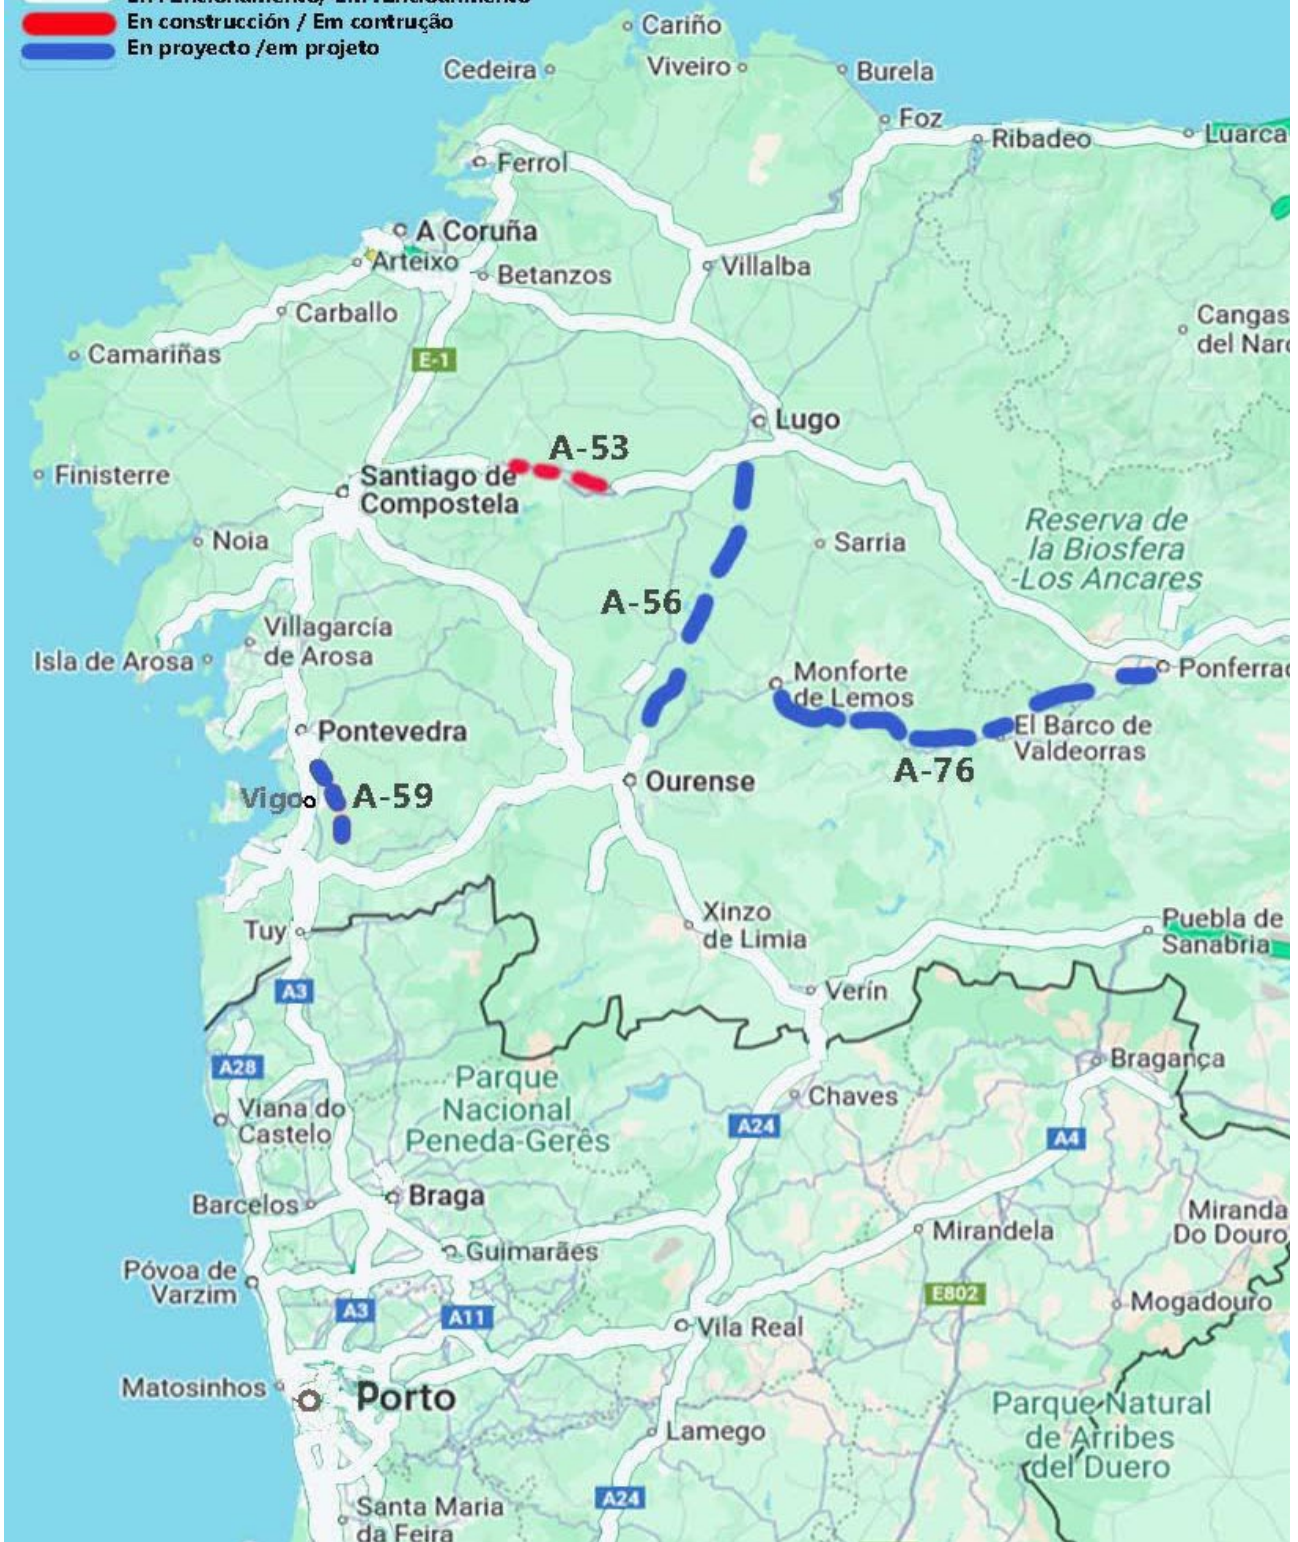 En construcción / Em contrução
En proyecto /em projeto
Cariño
Cedeira
Viveiro
Burela
Foz
Ribadeo
Luarca
Ferrol
A Coruña
Arteixo
Betanzos
Villalba
Carballo
Cangas
del Narc
Camariñas
E-1
Lugo
A-53
Finisterre
Santiago de
Compostela
Reserva de
la Biosfera
-Los Ancares
Noia
Sarria
A-56
Villagarcía
de Arosa
Isla de Arosa
Monforte
de Lemos
Ponferrad
Pontevedra
El Barco de
Valdeorras
A-76
Ourense
Vigo
A-59
Xinzo
de Limia
Puebla de
Sanabria
Tuy
A3
Verín
A28
Bragança
Parque
Nacional
Peneda-Gerês
Chaves
Viana do
Castelo
A24
A4
Braga
Barcelos
Miranda
Do Douro
Mirandela
Guimarães
Póvoa de
Varzim
E802
Mogadouro
A3
A11
Vila Real
Matosinhos
Porto
Parque Natural
de Arribes
del Duero
Lamego
A24
Santa Maria
da Feira